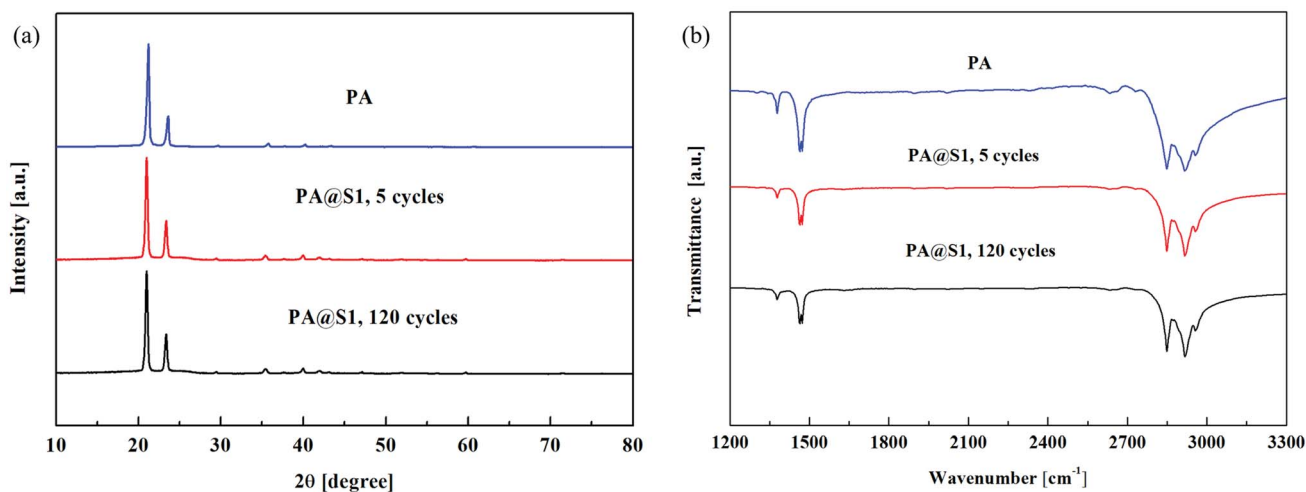 (a)
PA
PA@S1, 5 cycles
PA@S1, 120 cycles
Intensity [a.u.]
10 20 30 40 50 60 70 80
2θ [degree]
(b)
PA
PA@S1, 5 cycles
PA@S1, 120 cycles
Transmittance [a.u.]
1200 1500 1800 2100 2400 2700 3000 3300
Wavenumber [cm⁻¹]